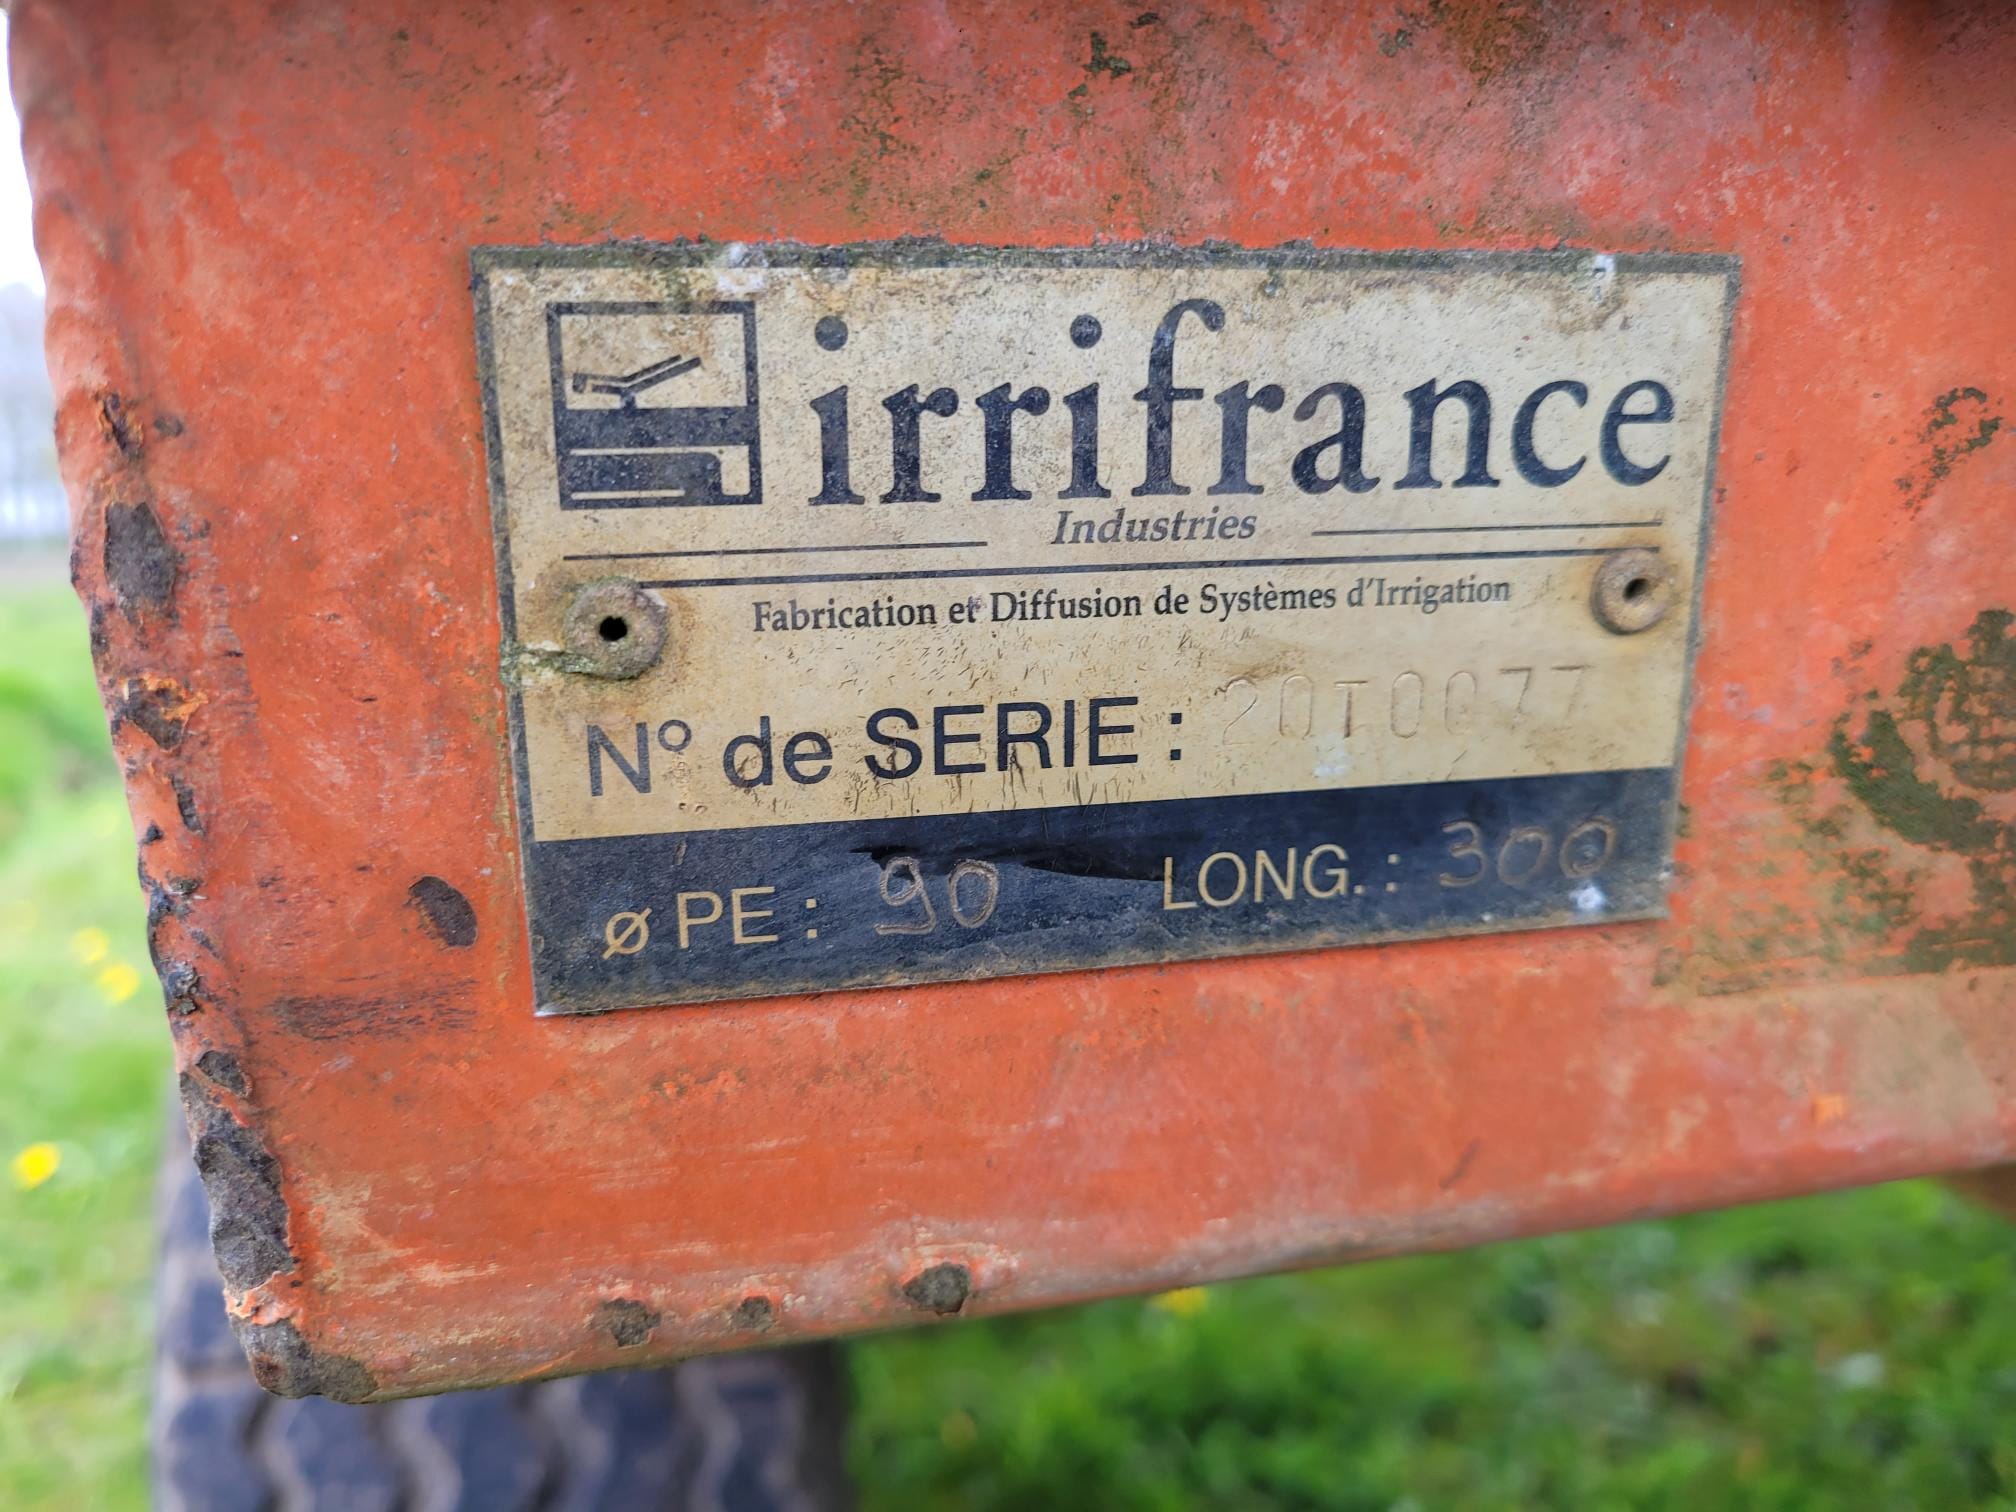 irrifrance
Industries
Fabrication et Diffusion de Systèmes d'Irrigation
N° de SERIE : 20T0077
ø PE : 90 LONG. : 300